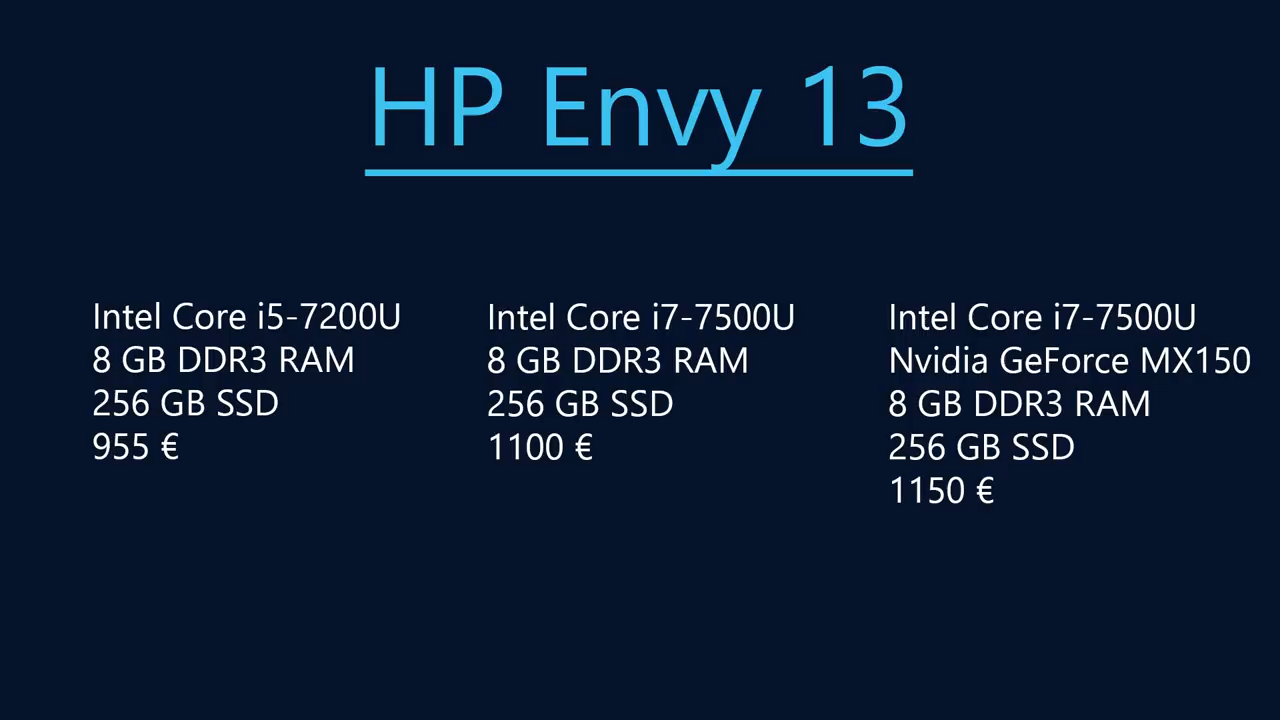 HP Envy 13
Intel Core i5-7200U
8 GB DDR3 RAM
256 GB SSD
955 €
Intel Core i7-7500U
8 GB DDR3 RAM
256 GB SSD
1100 €
Intel Core i7-7500U
Nvidia GeForce MX150
8 GB DDR3 RAM
256 GB SSD
1150 €